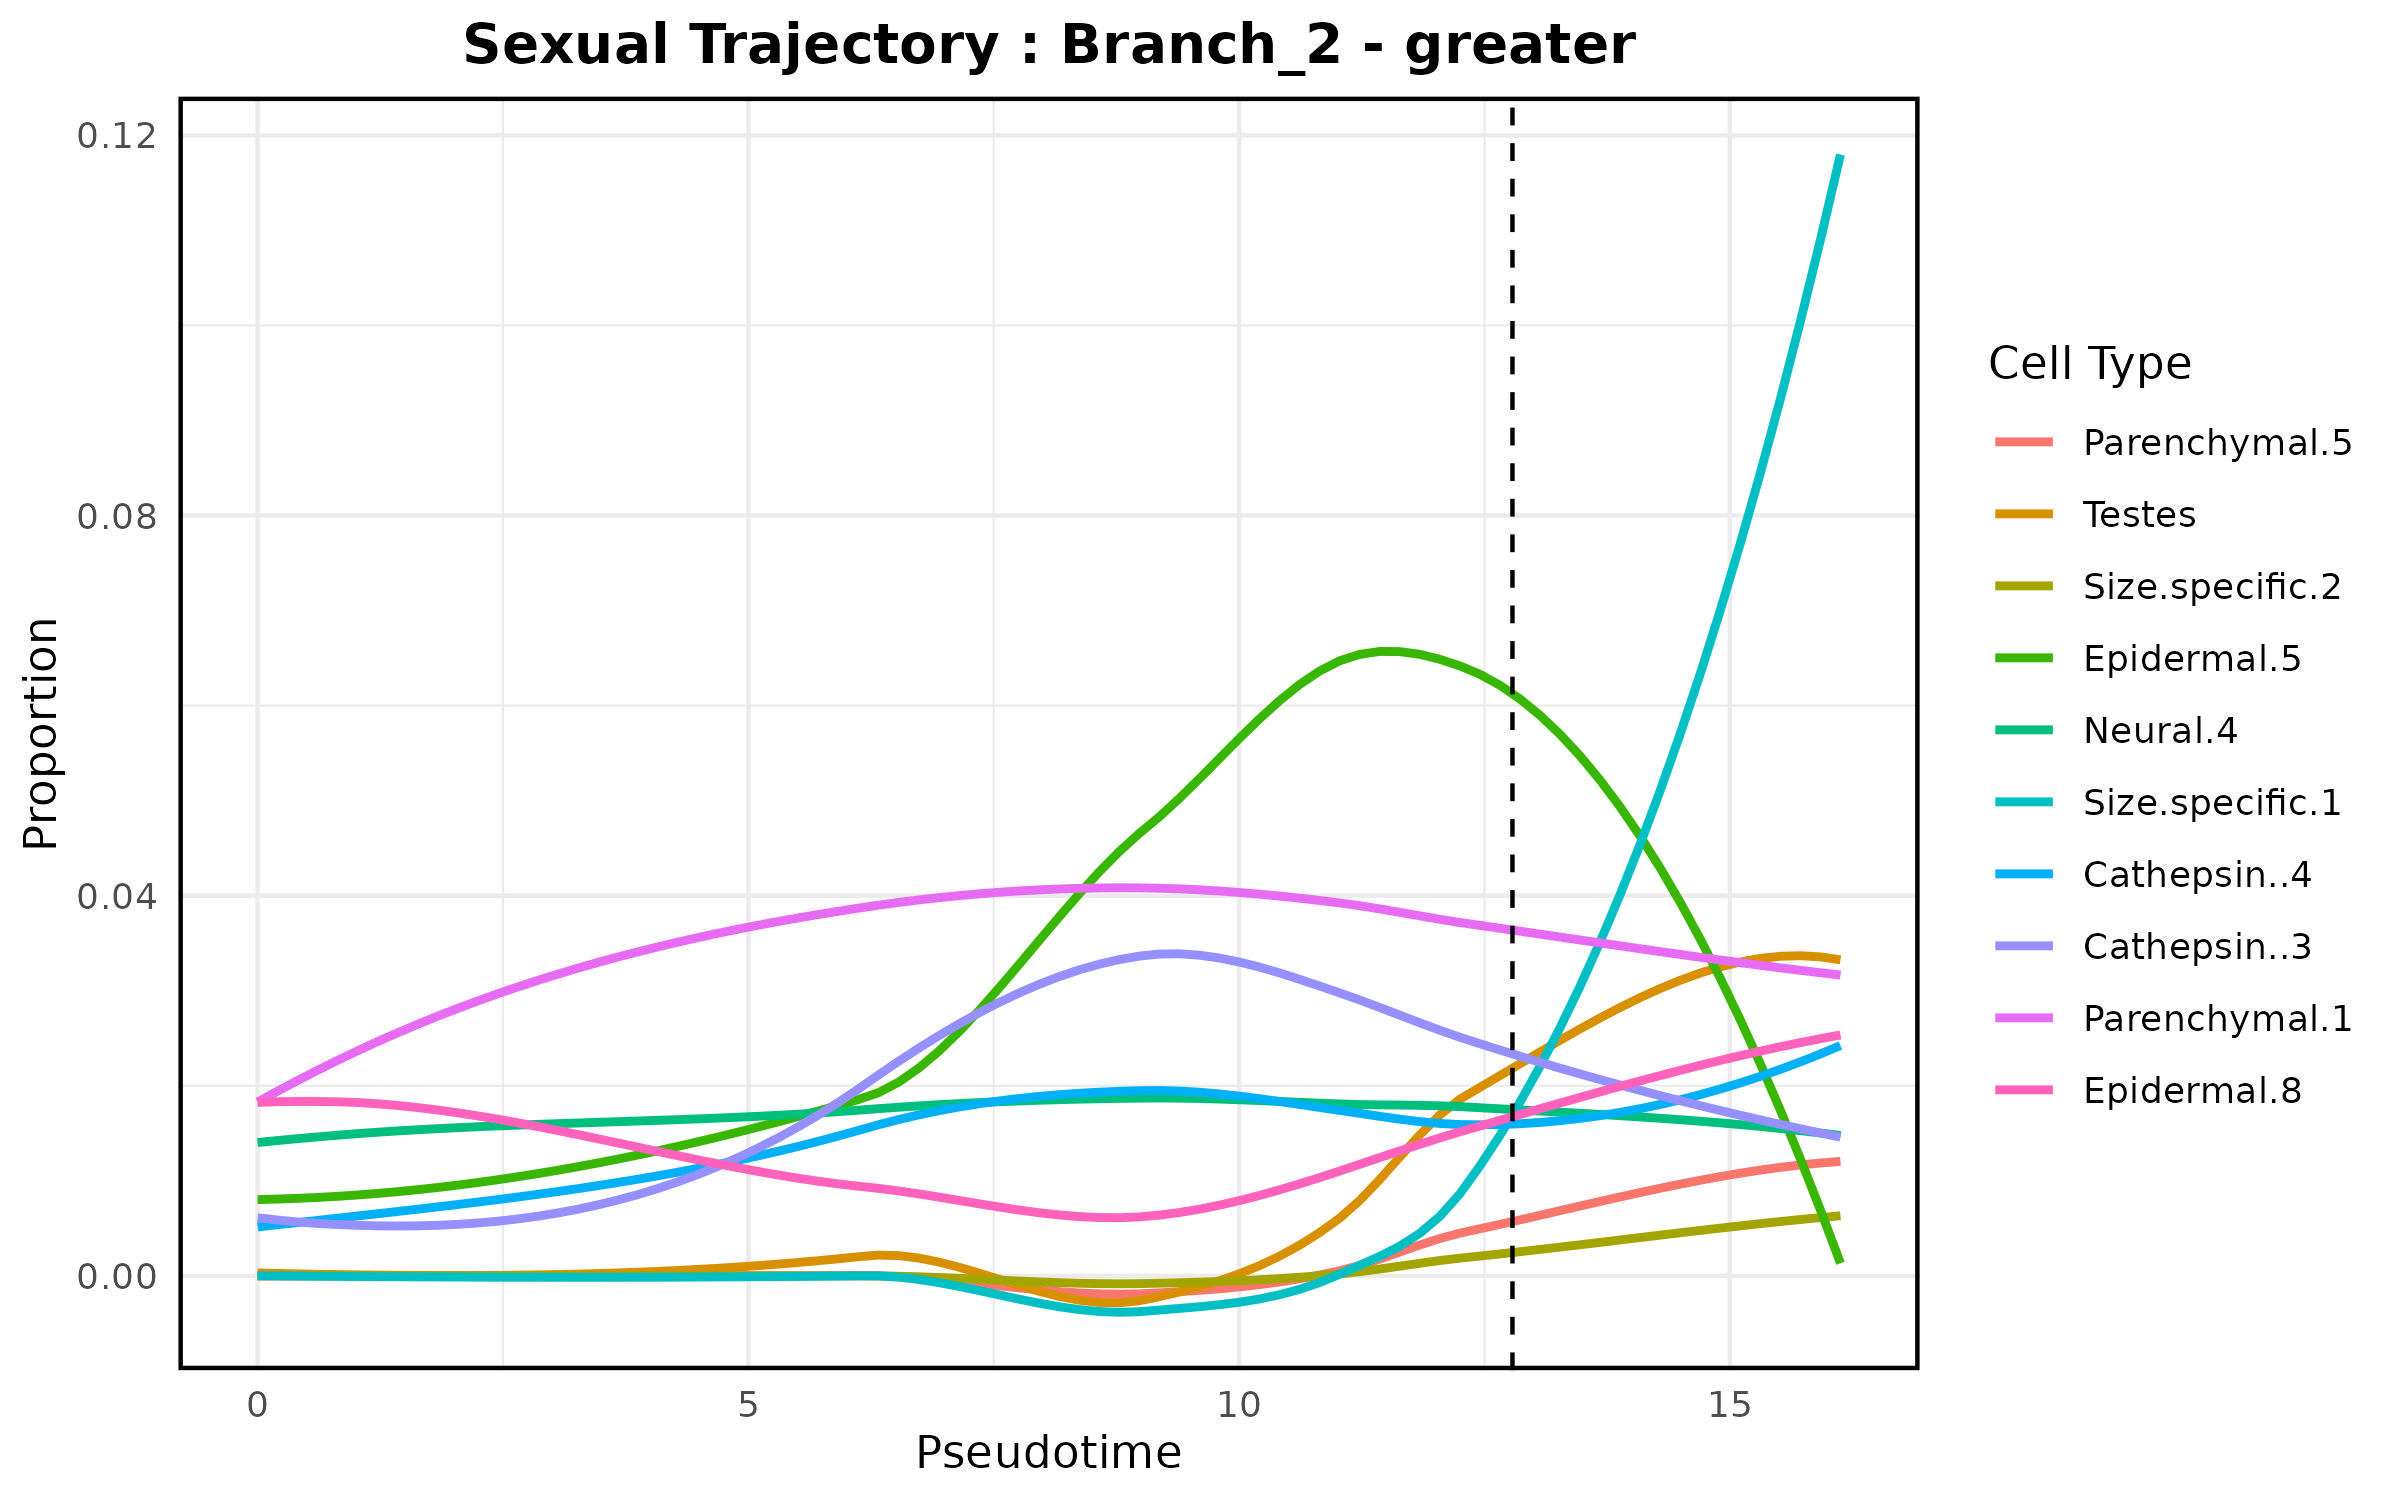 Sexual Trajectory : Branch_2 - greater
0.12
0.08
0.04
0.00
Proportion
0
5
10
15
Pseudotime
Cell Type
Parenchymal.5
Testes
Size.specific.2
Epidermal.5
Neural.4
Size.specific.1
Cathepsin..4
Cathepsin..3
Parenchymal.1
Epidermal.8